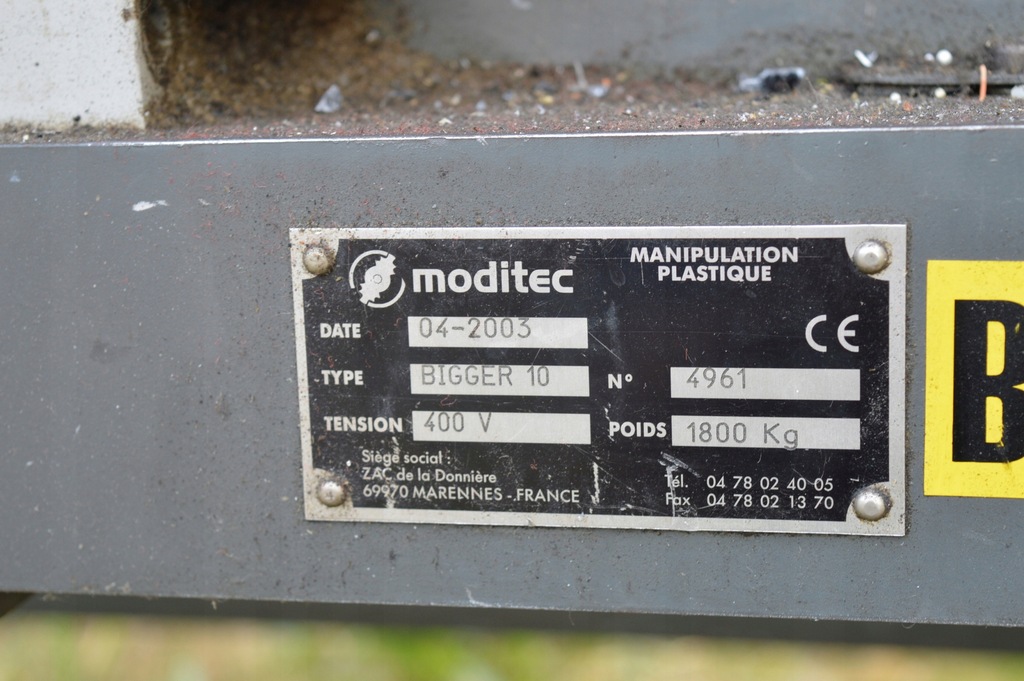 moditec
MANIPULATION
PLASTIQUE
CE
DATE 04-2003
TYPE BIGGER 10 N° 4961
TENSION 400 V POIDS 1800 Kg
Siège social :
ZAC de la Donnière
69970 MARENNES - FRANCE
Tél. 04 78 02 40 05
Fax 04 78 02 13 70
B